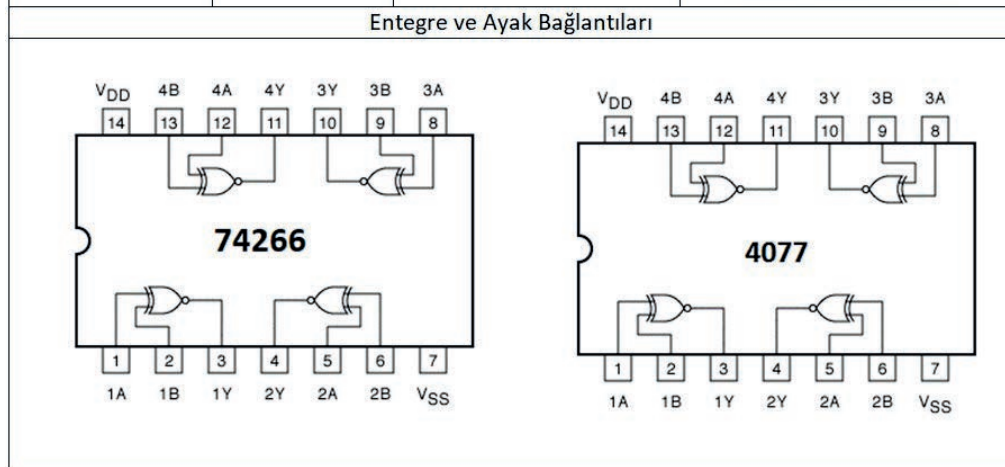 Entegre ve Ayak Bağlantıları
VDD 4B 4A 4Y 3Y 3B 3A
14 13 12 11 10 9 8
74266
1 2 3 4 5 6 7
1A 1B 1Y 2Y 2A 2B VSS
VDD 4B 4A 4Y 3Y 3B 3A
14 13 12 11 10 9 8
4077
1 2 3 4 5 6 7
1A 1B 1Y 2Y 2A 2B VSS